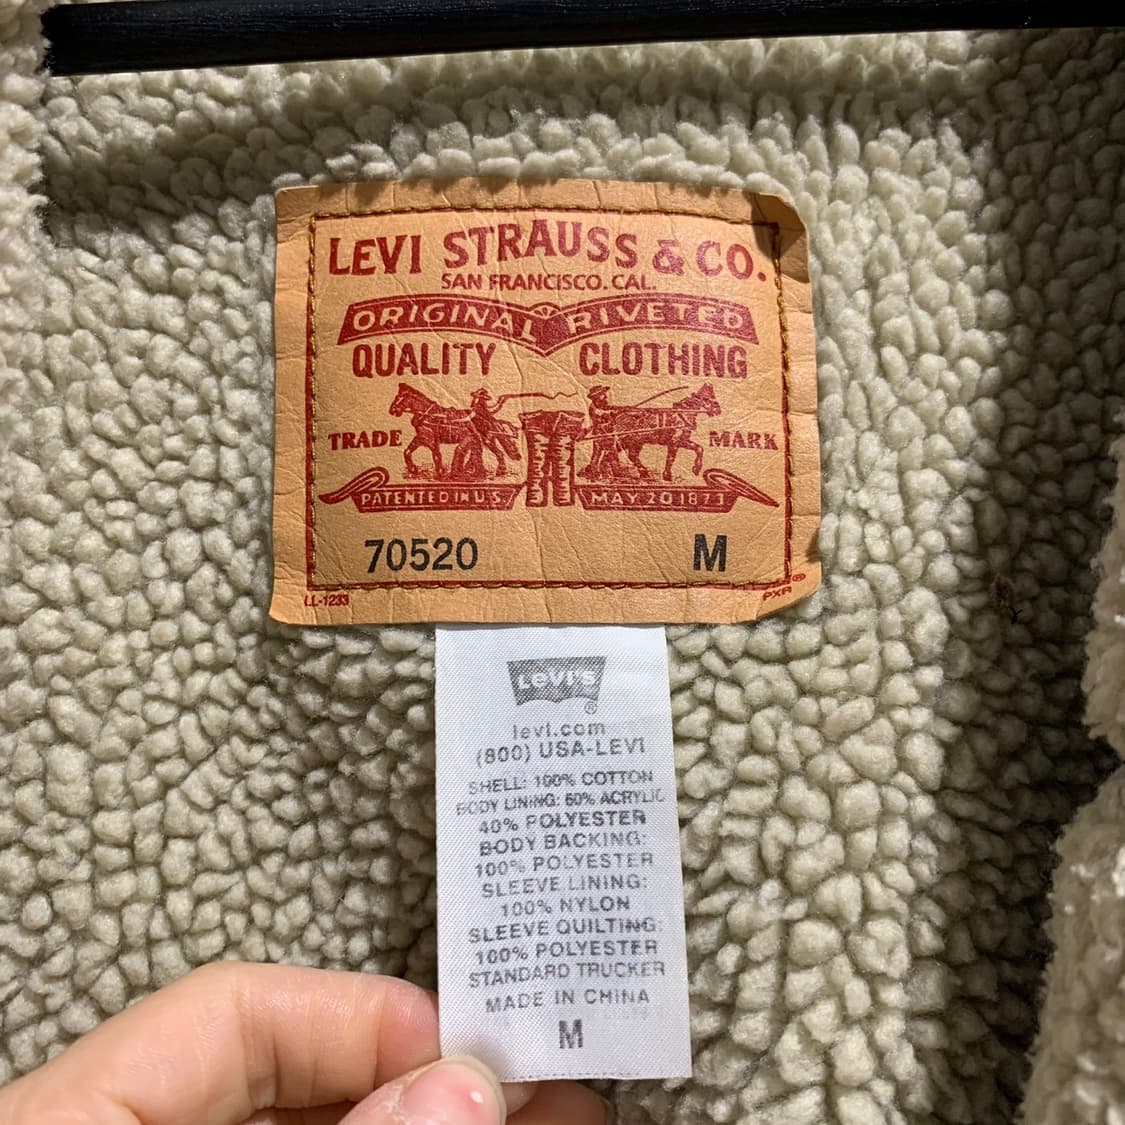 LEVI STRAUSS & CO.
SAN FRANCISCO. CAL.
ORIGINAL RIVETED
QUALITY CLOTHING
TRADE MARK
PATENTED IN U.S. MAY 20 1873
70520 M
LL-1233 PXR®
LEVI'S®
levi.com
(800) USA-LEVI
SHELL: 100% COTTON
BODY LINING: 60% ACRYLIC
40% POLYESTER
BODY BACKING:
100% POLYESTER
SLEEVE LINING:
100% NYLON
SLEEVE QUILTING:
100% POLYESTER
STANDARD TRUCKER
MADE IN CHINA
M